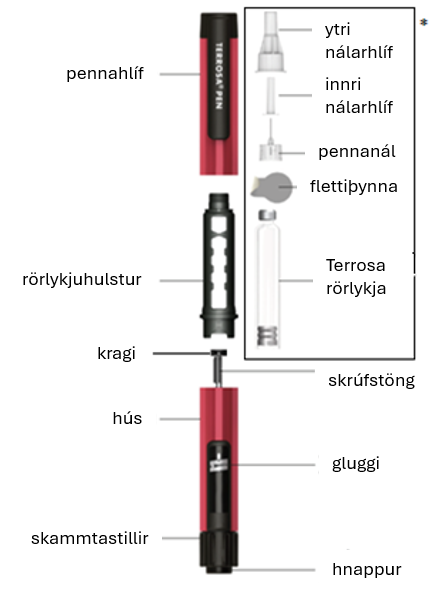 pennahlíf
TERROSA® PEN
*
ytri
nálarhlíf
innri
nálarhlíf
pennanál
flettiþynna
Terrosa
rörlykja
rörlykjuhulstur
kragi
skrúfstöng
hús
gluggi
skammtastillir
hnappur